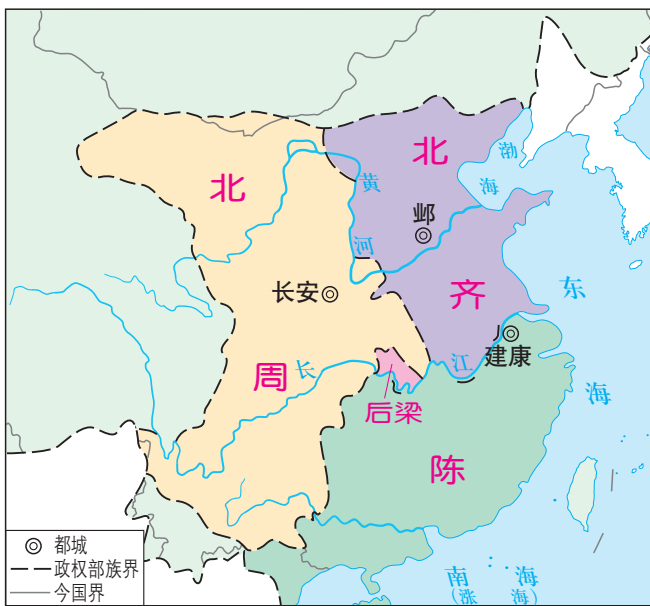 北
周
北
齐
陈
后梁
长安
邺
建康
黄
河
长
江
渤
海
东
海
南海
(涨海)
都城
政权部族界
今国界